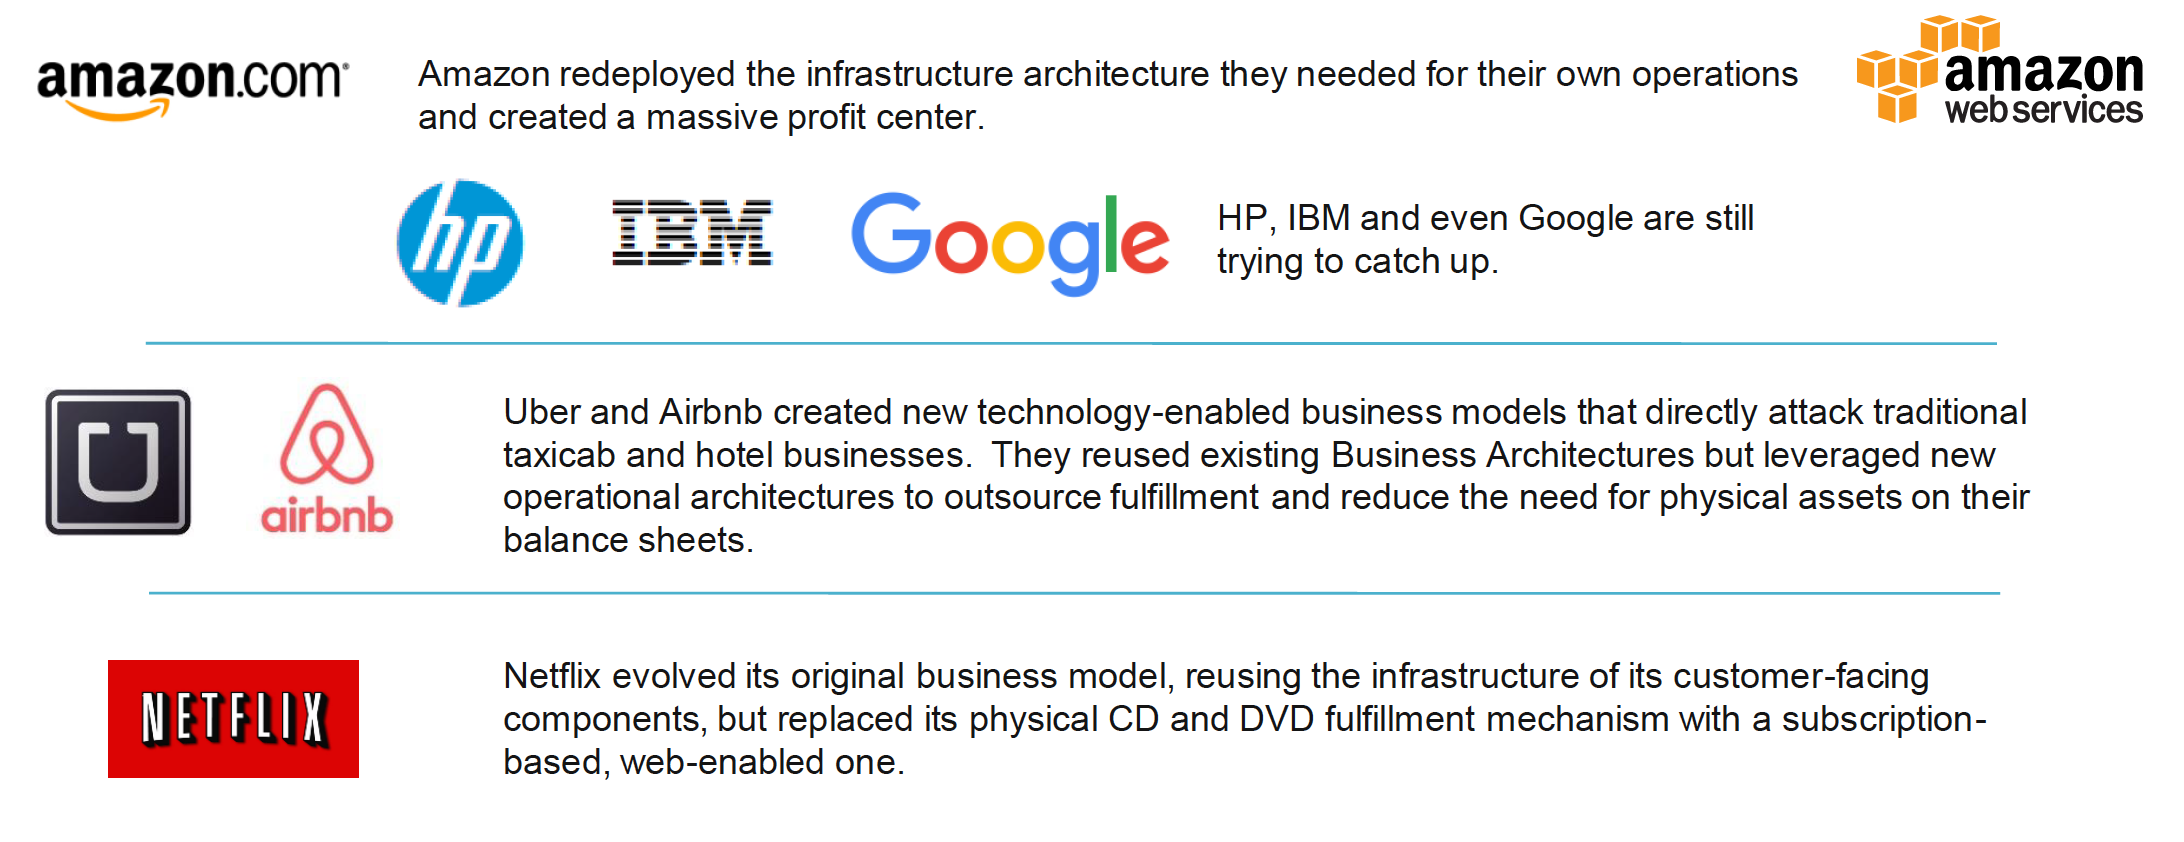 amazon.com®
Amazon redeployed the infrastructure architecture they needed for their own operations
and created a massive profit center.
amazon
web services
hp
IBM
Google
HP, IBM and even Google are still
trying to catch up.
U
airbnb
Uber and Airbnb created new technology-enabled business models that directly attack traditional
taxicab and hotel businesses.  They reused existing Business Architectures but leveraged new
operational architectures to outsource fulfillment and reduce the need for physical assets on their
balance sheets.
NETFLIX
Netflix evolved its original business model, reusing the infrastructure of its customer-facing
components, but replaced its physical CD and DVD fulfillment mechanism with a subscription-
based, web-enabled one.